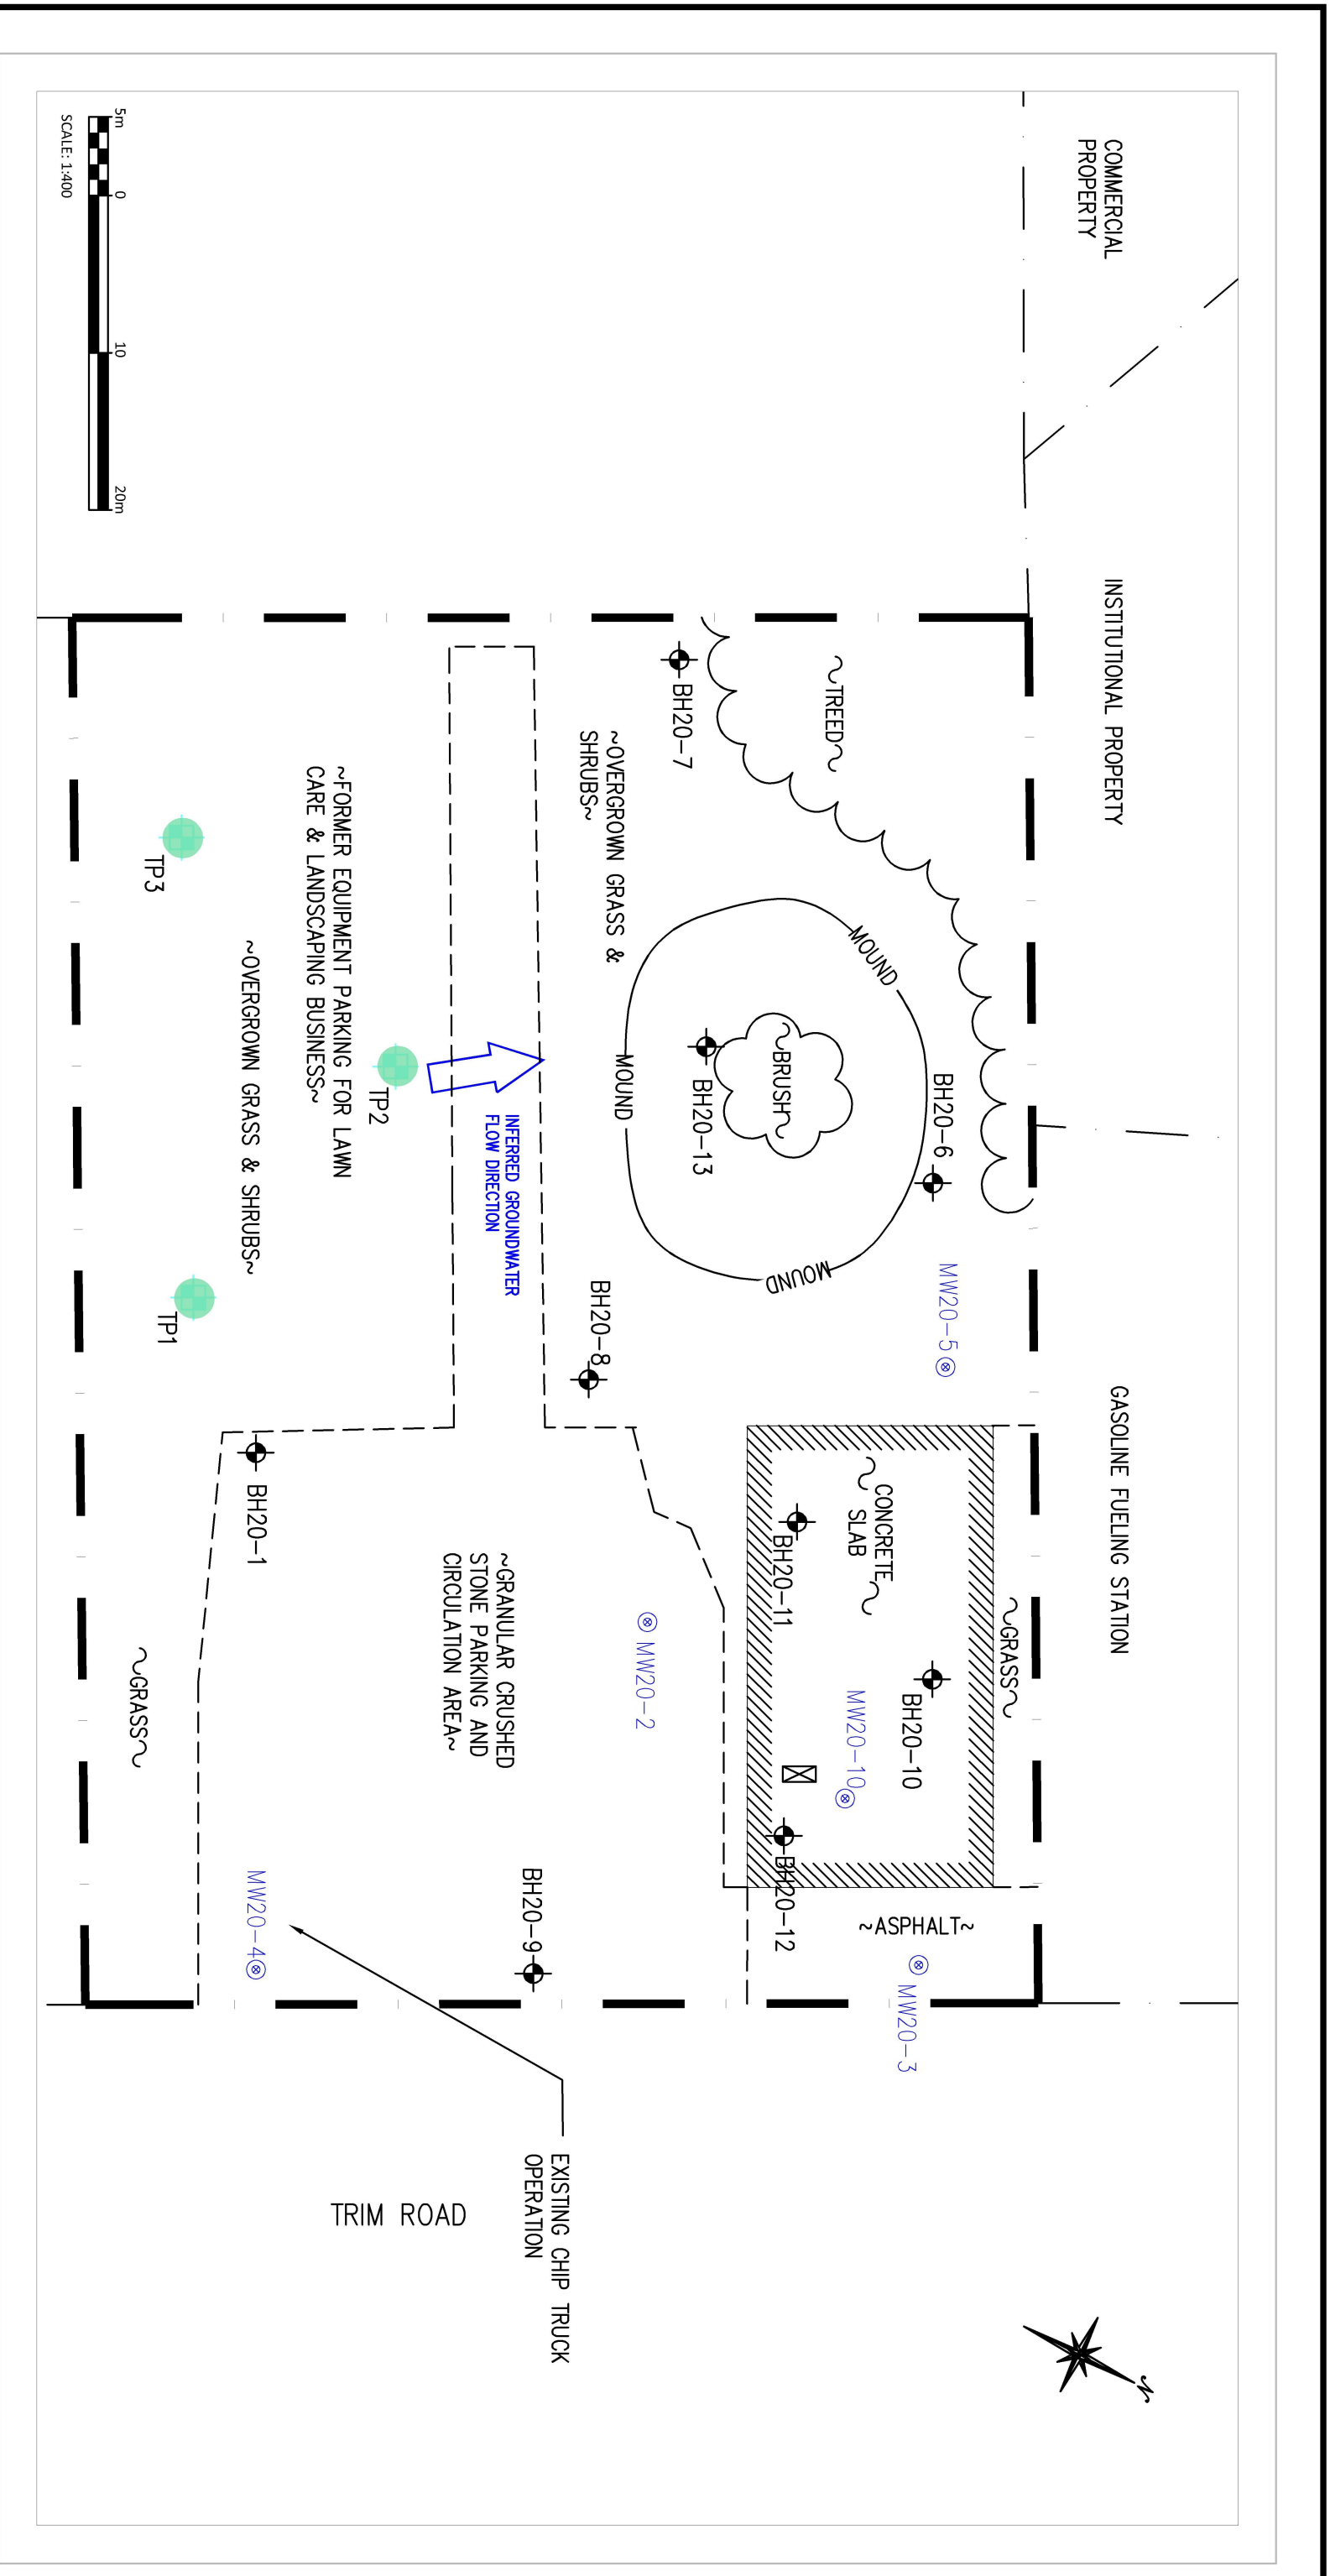 COMMERCIAL
PROPERTY
INSTITUTIONAL PROPERTY
GASOLINE FUELING STATION
~TREED~
~GRASS~
MOUND
BH20-6
MW20-5
CONCRETE
SLAB
BH20-10
MW20-10
~ASPHALT~
MW20-3
~BRUSH~
MOUND
BH20-11
BH20-12
BH20-7
BH20-13
MOUND
MW20-2
~OVERGROWN GRASS &
SHRUBS~
BH20-8
INFERRED GROUNDWATER
FLOW DIRECTION
~GRANULAR CRUSHED
STONE PARKING AND
CIRCULATION AREA~
BH20-9
EXISTING CHIP TRUCK
OPERATION
TRIM ROAD
TP2
~FORMER EQUIPMENT PARKING FOR LAWN
CARE & LANDSCAPING BUSINESS~
~OVERGROWN GRASS & SHRUBS~
BH20-1
MW20-4
TP3
TP1
~GRASS~
5m 0 10 20m
SCALE: 1:400
N